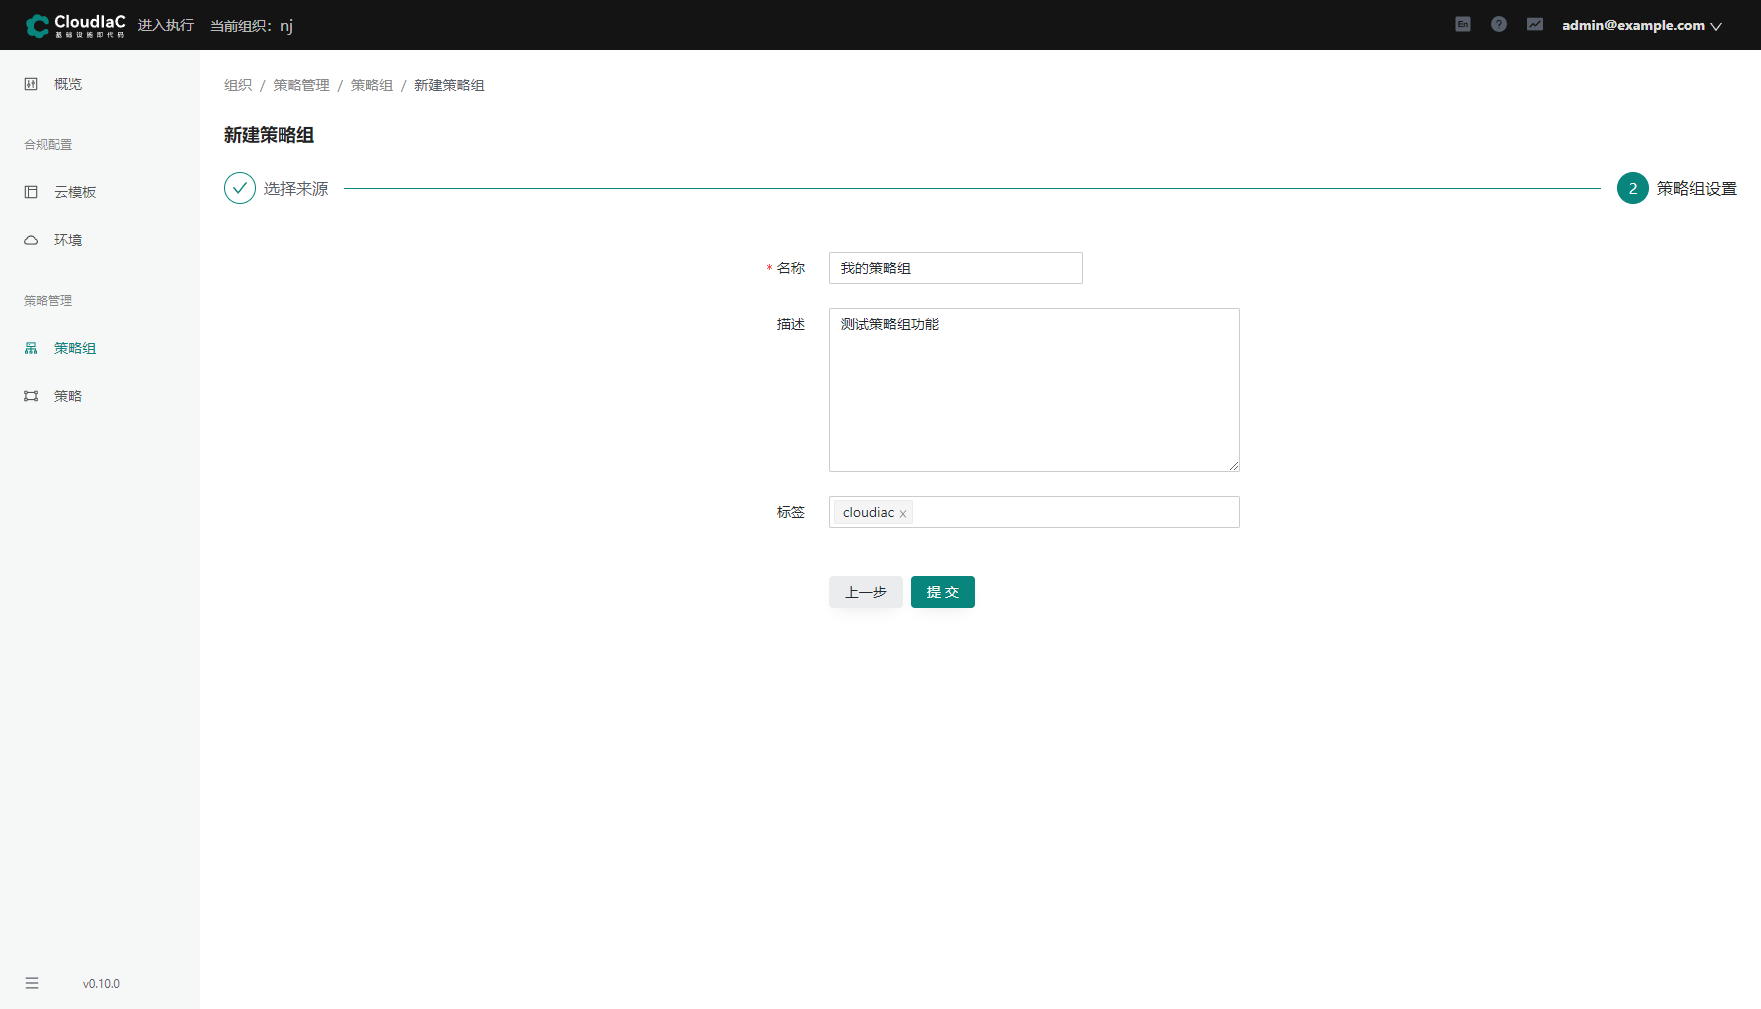 CloudIaC
基础设施即代码
进入执行
当前组织：nj
En
?
admin@example.com
概览
合规配置
云模板
环境
策略管理
策略组
策略
v0.10.0
组织 / 策略管理 / 策略组 / 新建策略组
新建策略组
选择来源
2 策略组设置
* 名称 我的策略组
描述 测试策略组功能
标签 cloudiac x
上一步 提 交